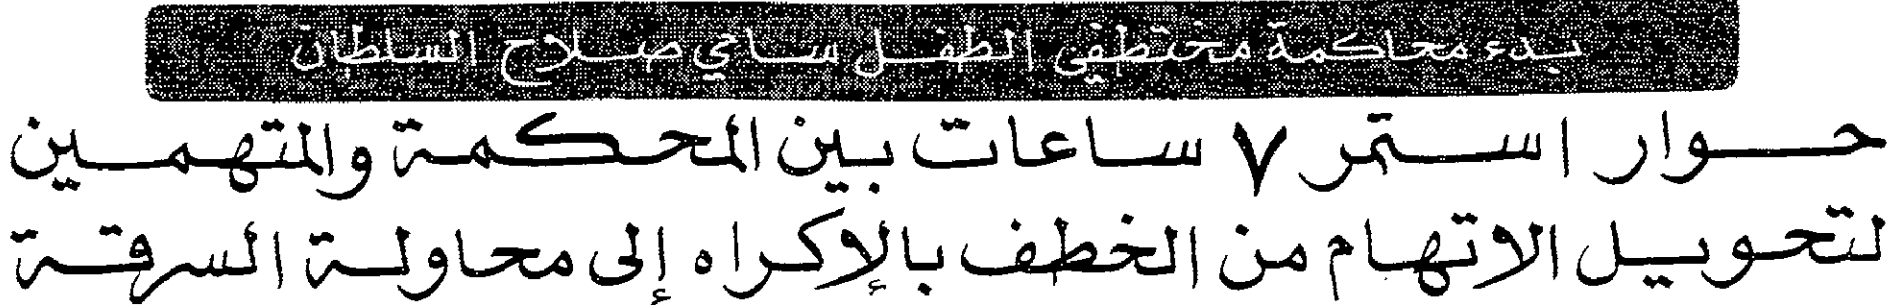 بدء محاكمة مختطفي الطفل سامي صلاح السلطان
حوار استمر ٧ ساعات بين المحكمة والمتهمين
لتحويل الاتهام من الخطف بالإكراه إلى محاولة السرقة